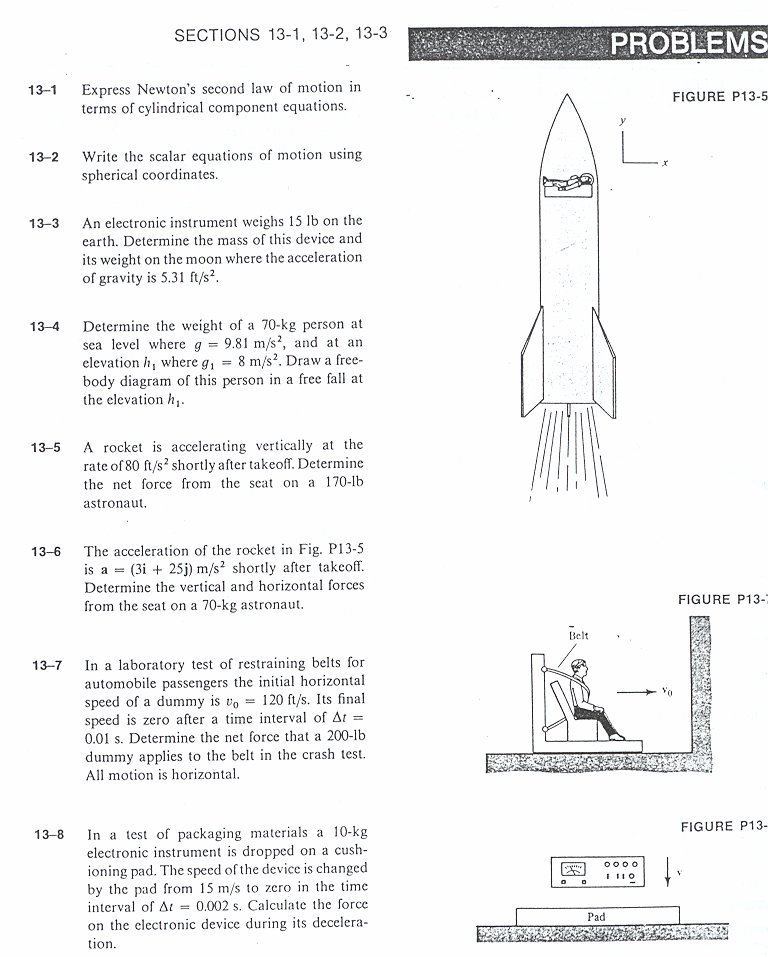 SECTIONS 13-1, 13-2, 13-3
PROBLEMS
13–1 Express Newton's second law of motion in
terms of cylindrical component equations.
13–2 Write the scalar equations of motion using
spherical coordinates.
13–3 An electronic instrument weighs 15 lb on the
earth. Determine the mass of this device and
its weight on the moon where the acceleration
of gravity is 5.31 ft/s².
13–4 Determine the weight of a 70-kg person at
sea level where g = 9.81 m/s², and at an
elevation h₁ where g₁ = 8 m/s². Draw a free-
body diagram of this person in a free fall at
the elevation h₁.
13–5 A rocket is accelerating vertically at the
rate of 80 ft/s² shortly after takeoff. Determine
the net force from the seat on a 170-lb
astronaut.
13–6 The acceleration of the rocket in Fig. P13-5
is a = (3i + 25j) m/s² shortly after takeoff.
Determine the vertical and horizontal forces
from the seat on a 70-kg astronaut.
13–7 In a laboratory test of restraining belts for
automobile passengers the initial horizontal
speed of a dummy is v₀ = 120 ft/s. Its final
speed is zero after a time interval of Δt =
0.01 s. Determine the net force that a 200-lb
dummy applies to the belt in the crash test.
All motion is horizontal.
13–8 In a test of packaging materials a 10-kg
electronic instrument is dropped on a cush-
ioning pad. The speed of the device is changed
by the pad from 15 m/s to zero in the time
interval of Δt = 0.002 s. Calculate the force
on the electronic device during its decelera-
tion.
FIGURE P13-5
y
x
FIGURE P13-
Belt
v₀
FIGURE P13-
v
Pad